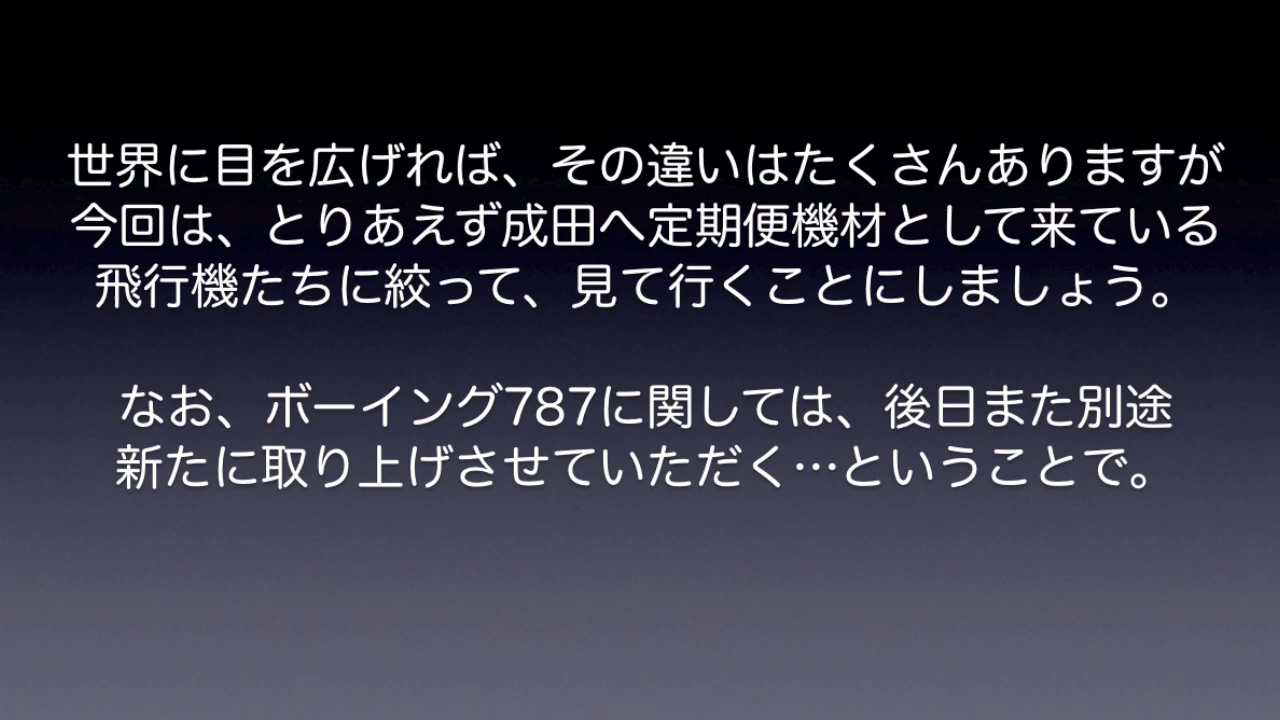 世界に目を広げれば、その違いはたくさんありますが
今回は、とりあえず成田へ定期便機材として来ている
飛行機たちに絞って、見て行くことにしましょう。
なお、ボーイング787に関しては、後日また別途
新たに取り上げさせていただく…ということで。